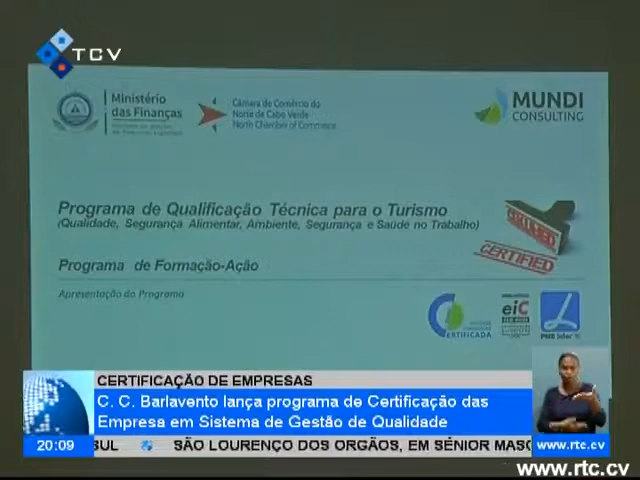 TCV
Ministério
das Finanças
Câmara de Comércio do
Norte de Cabo Verde
North Chamber of Commerce
MUNDI
CONSULTING
Programa de Qualificação Técnica para o Turismo
(Qualidade, Segurança Alimentar, Ambiente, Segurança e Saúde no Trabalho)
CERTIFIED
Programa de Formação-Ação
Apresentação do Programa
eiC
CERTIFICADA
PME líder
CERTIFICAÇÃO DE EMPRESAS
C. C. Barlavento lança programa de Certificação das
Empresa em Sistema de Gestão de Qualidade
20:09
SUL
SÃO LOURENÇO DOS ORGÃOS, EM SÉNIOR MASC
www.rtc.cv
www.rtc.cv